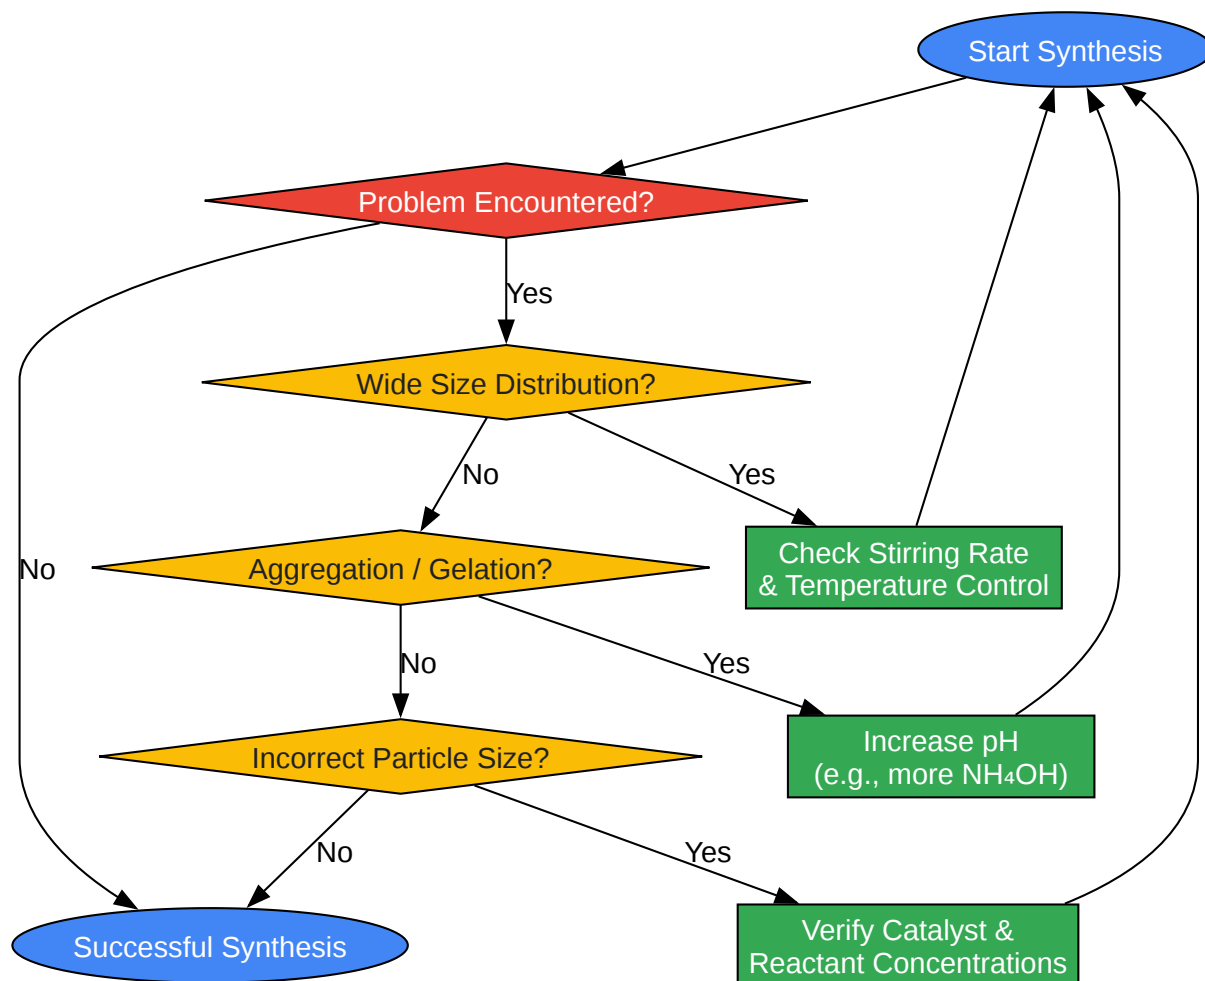 Start Synthesis
Problem Encountered?
Yes
Wide Size Distribution?
No
Yes
Check Stirring Rate
& Temperature Control
No
Aggregation / Gelation?
No
Yes
Increase pH
(e.g., more NH₄OH)
Incorrect Particle Size?
No
Yes
Successful Synthesis
Verify Catalyst &
Reactant Concentrations